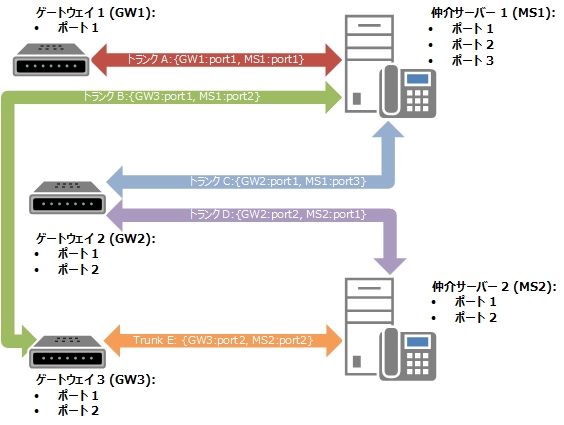 ゲートウェイ 1 (GW1):
• ポート 1
仲介サーバー 1 (MS1):
• ポート 1
• ポート 2
• ポート 3
トランク A:{GW1:port1, MS1:port1}
トランク B:{GW3:port1, MS1:port2}
トランク C:{GW2:port1, MS1:port3}
トランク D:{GW2:port2, MS2:port1}
ゲートウェイ 2 (GW2):
• ポート 1
• ポート 2
仲介サーバー 2 (MS2):
• ポート 1
• ポート 2
Trunk E: {GW3:port2, MS2:port2}
ゲートウェイ 3 (GW3):
• ポート 1
• ポート 2